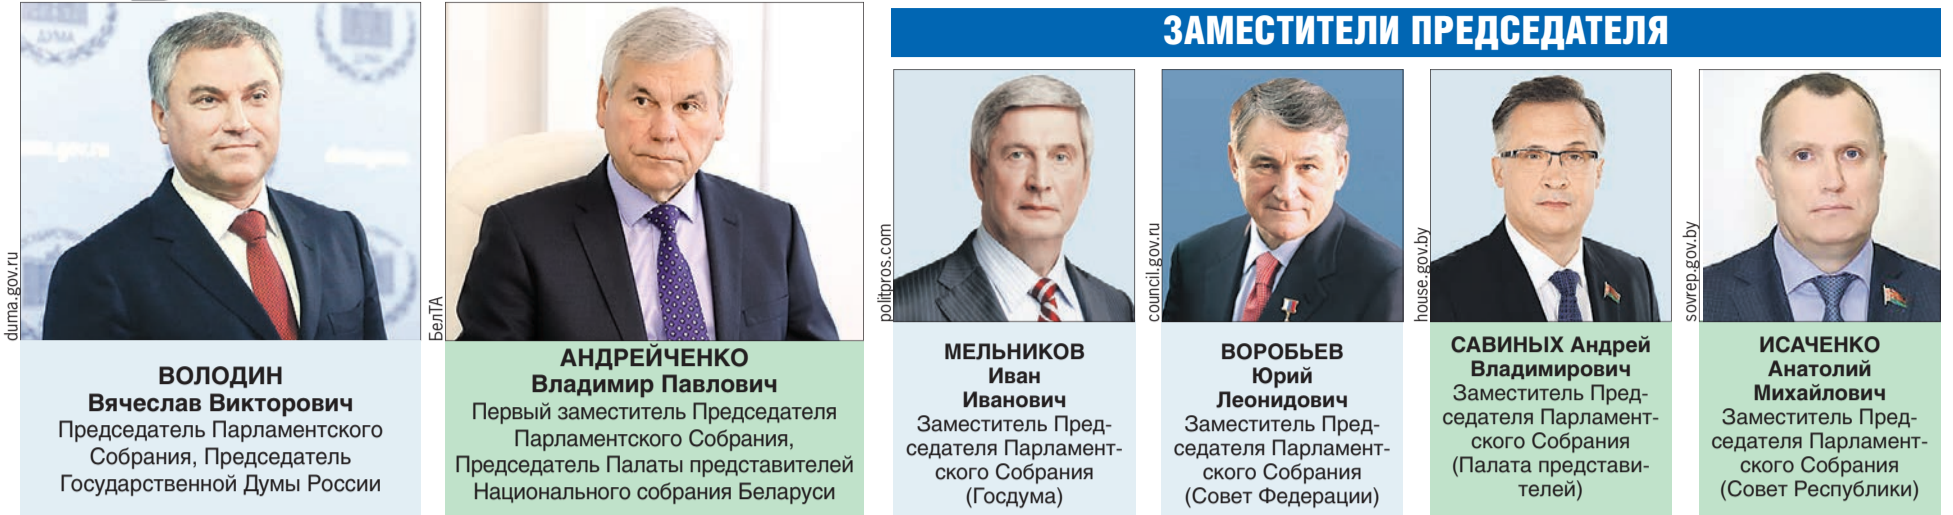 ДУМА
duma.gov.ru
ВОЛОДИН
Вячеслав Викторович
Председатель Парламентского
Собрания, Председатель
Государственной Думы России
БелТА
АНДРЕЙЧЕНКО
Владимир Павлович
Первый заместитель Председателя
Парламентского Собрания,
Председатель Палаты представителей
Национального собрания Беларуси
ЗАМЕСТИТЕЛИ ПРЕДСЕДАТЕЛЯ
politpros.com
МЕЛЬНИКОВ
Иван
Иванович
Заместитель Пред-
седателя Парламент-
ского Собрания
(Госдума)
council.gov.ru
ВОРОБЬЕВ
Юрий
Леонидович
Заместитель Пред-
седателя Парламент-
ского Собрания
(Совет Федерации)
house.gov.by
САВИНЫХ Андрей
Владимирович
Заместитель Пред-
седателя Парламент-
ского Собрания
(Палата представи-
телей)
sovrep.gov.by
ИСАЧЕНКО
Анатолий
Михайлович
Заместитель Пред-
седателя Парламент-
ского Собрания
(Совет Республики)